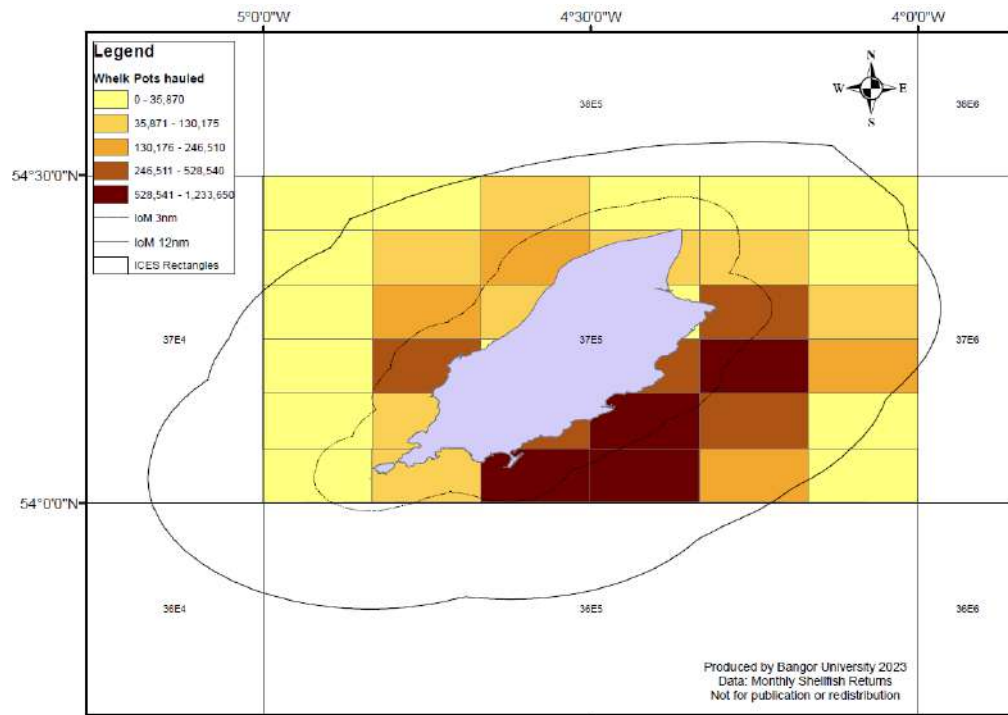 5°0'0"W
4°30'0"W
4°0'0"W
Legend
Whelk Pots hauled
0 - 35,870
35,871 - 130,175
130,176 - 246,510
246,511 - 528,540
528,541 - 1,233,650
IoM 3nm
IoM 12nm
ICES Rectangles
N
W E
S
38E5
36E6
54°30'0"N
37E4
37E5
37E6
54°0'0"N
36E4
36E5
36E6
Produced by Bangor University 2023
Data: Monthly Shellfish Returns
Not for publication or redistribution